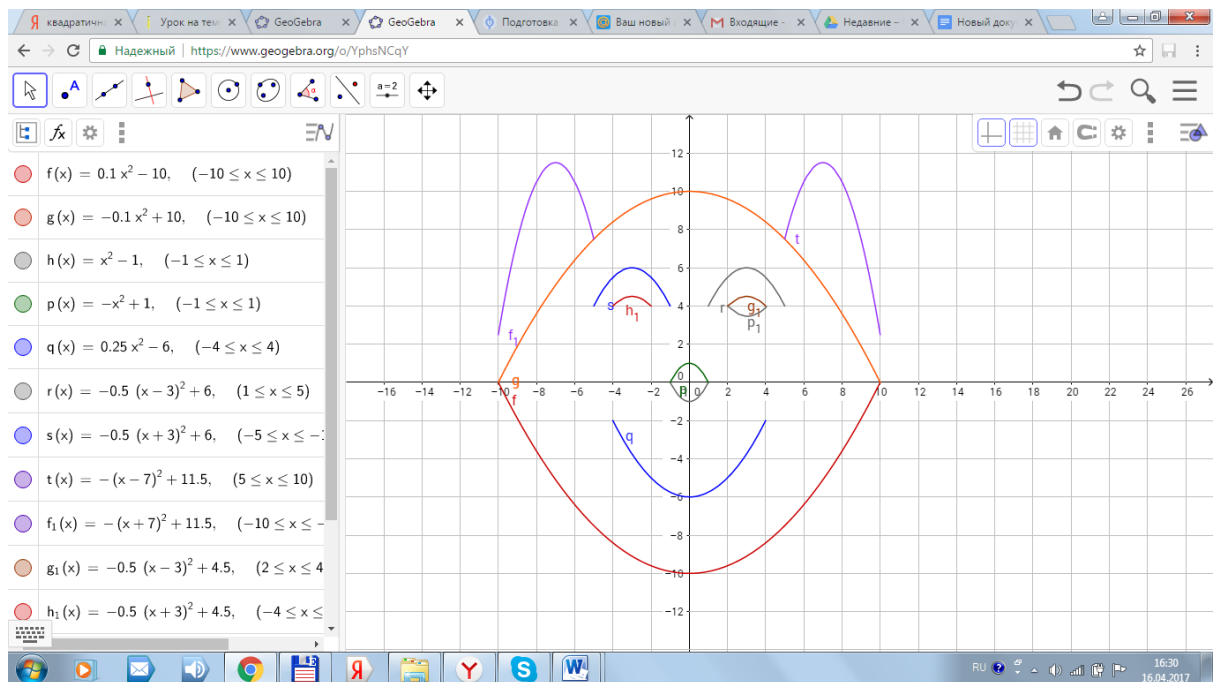 квадратичн
Урок на тем
GeoGebra
GeoGebra
Подготовка
Ваш новый
Входящие -
Недавние –
Новый доку
Надежный | https://www.geogebra.org/o/YphsNCqY
A
α
a=2
fx
f(x) = 0.1 x² − 10, (−10 ≤ x ≤ 10)
g(x) = −0.1 x² + 10, (−10 ≤ x ≤ 10)
h(x) = x² − 1, (−1 ≤ x ≤ 1)
p(x) = −x² + 1, (−1 ≤ x ≤ 1)
q(x) = 0.25 x² − 6, (−4 ≤ x ≤ 4)
r(x) = −0.5 (x − 3)² + 6, (1 ≤ x ≤ 5)
s(x) = −0.5 (x + 3)² + 6, (−5 ≤ x ≤ −1
t(x) = −(x − 7)² + 11.5, (5 ≤ x ≤ 10)
f₁(x) = −(x + 7)² + 11.5, (−10 ≤ x ≤ −
g₁(x) = −0.5 (x − 3)² + 4.5, (2 ≤ x ≤ 4
h₁(x) = −0.5 (x + 3)² + 4.5, (−4 ≤ x ≤
12
10
8
t
6
s
h₁
4
r
g₁
p₁
f₁
2
0
−16 −14 −12 −10 −8 −6 −4 −2 0 2 4 6 8 10 12 14 16 18 20 22 24 26
g
f
p
−2
q
−4
−6
−8
−10
−12
RU
16:30
16.04.2017